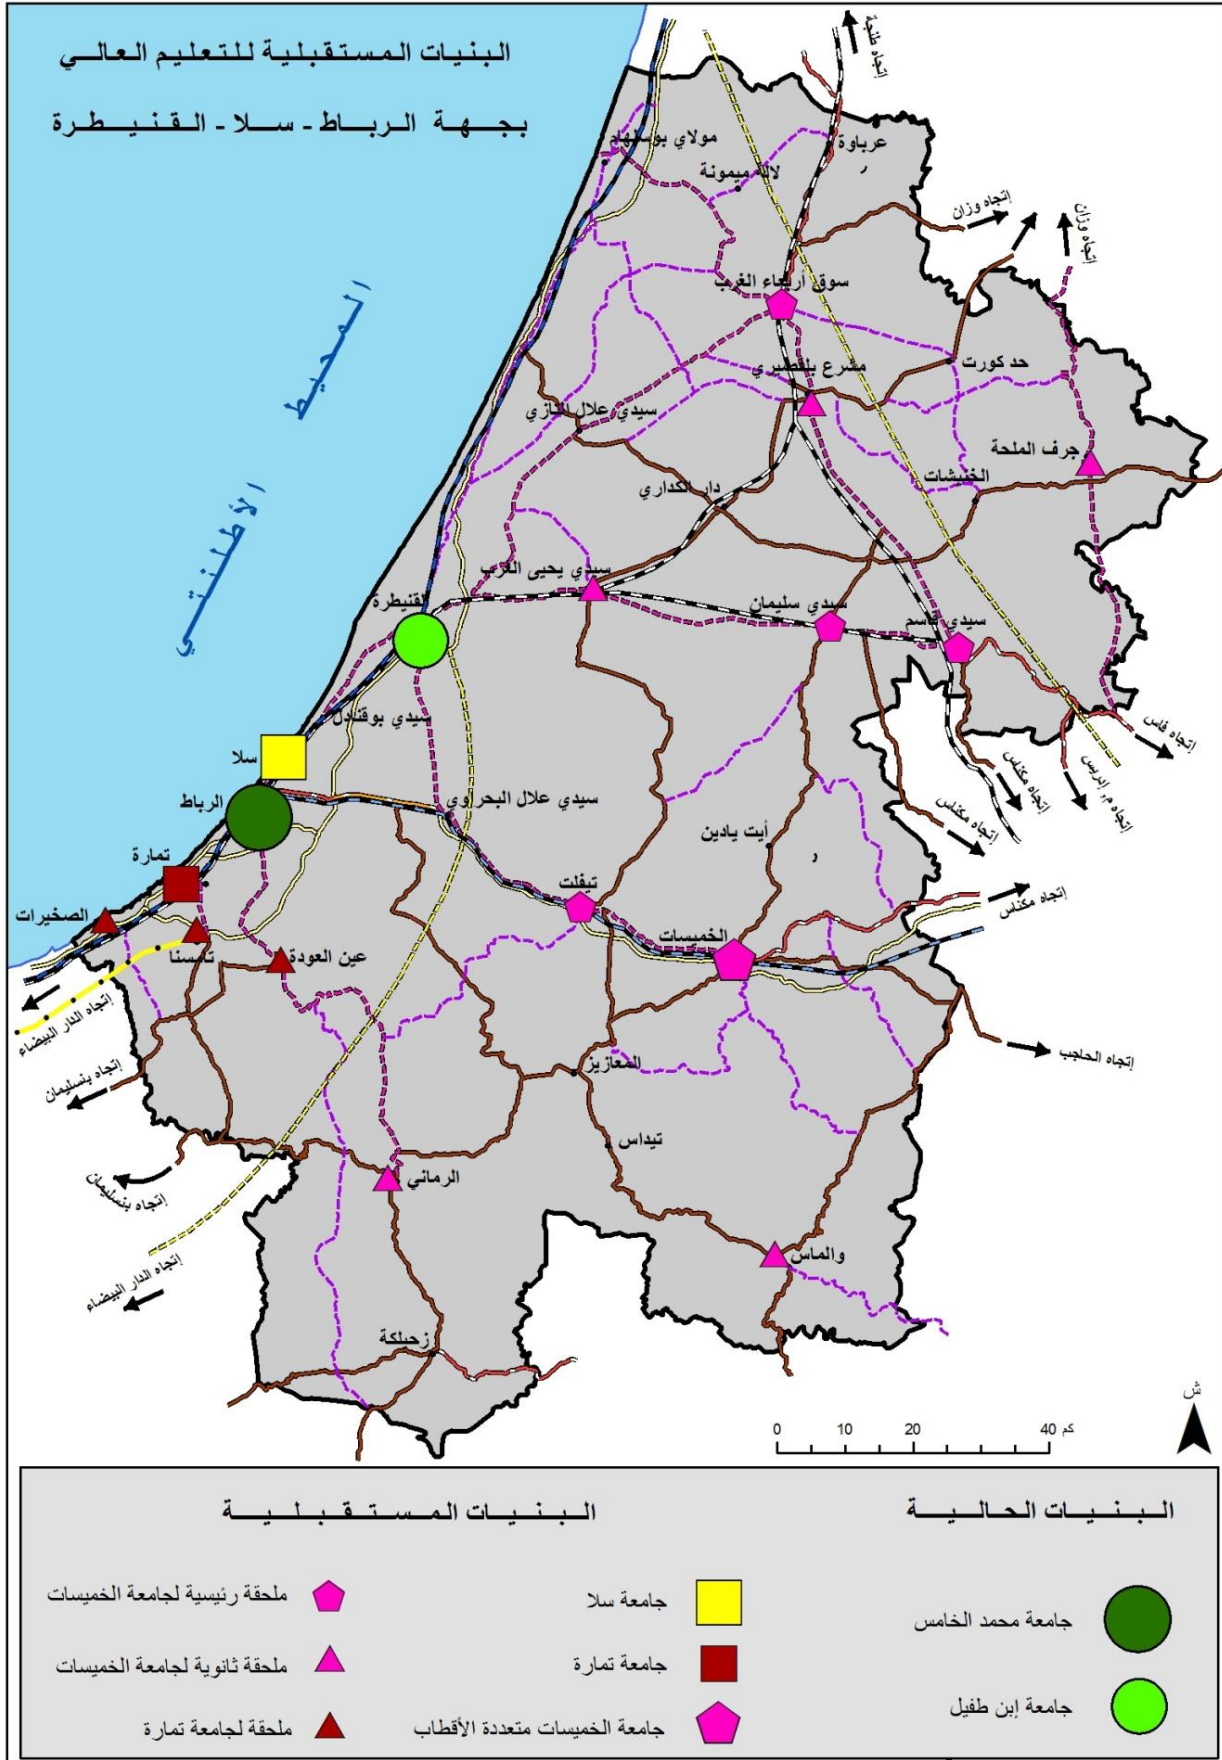 البنيات المستقبلية للتعليم العالي
بجهة الرباط - سلا - القنيطرة
إتجاه طنجة
عرباوة
مولاي بوسلهام
لالة ميمونة
إتجاه وزان
إتجاه وزان
سوق أربعاء الغرب
المحيط
الأطلنتي
حد كورت
مشرع بلقصيري
سيدي علال التازي
جرف الملحة
الخنيشات
دار الكداري
سيدي يحيى الغرب
القنيطرة
سيدي سليمان
سيدي قاسم
سيدي بوقنادل
إتجاه فاس
إتجاه م, إدريس
إتجاه مكناس
إتجاه مكناس
سلا
الرباط
سيدي علال البحراوي
أيت يادين
تمارة
تيفلت
إتجاه مكناس
الصخيرات
الخميسات
تامسنا
عين العودة
إتجاه الدار البيضاء
إتجاه الحاجب
المعازيز
إتجاه بنسليمان
تيداس
إتجاه بنسليمان
الرماني
والماس
إتجاه الدار البيضاء
زحيلكة
ش
0 10 20 40 كم
البنيات الحالية
جامعة محمد الخامس
جامعة إبن طفيل
البنيات المستقبلية
جامعة سلا
جامعة تمارة
جامعة الخميسات متعددة الأقطاب
ملحقة رئيسية لجامعة الخميسات
ملحقة ثانوية لجامعة الخميسات
ملحقة لجامعة تمارة